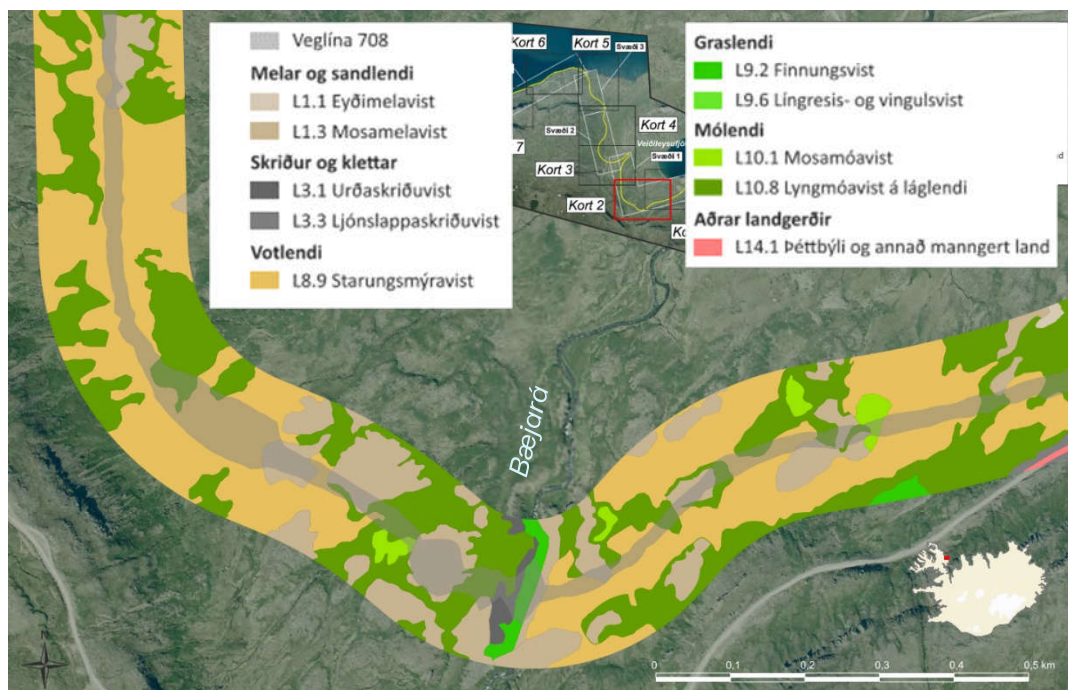 Veglína 708
Melar og sandlendi
L1.1 Eyðimelavist
L1.3 Mosamelavist
Skriður og klettar
L3.1 Urðaskriðuvist
L3.3 Ljónslappaskriðuvist
Votlendi
L8.9 Starungsmýravist
Kort 6
Kort 5
Svæði 3
Kort 4
Svæði 2
7
Veiðileysufj
Svæði 1
Kort 3
Kort 2
Ko
Graslendi
L9.2 Finnungsvist
L9.6 Língresis- og vingulsvist
Mólendi
L10.1 Mosamóavist
L10.8 Lyngmóavist á láglendi
Aðrar landgerðir
L14.1 Þéttbýli og annað manngert land
Bæjará
N
0 0,1 0,2 0,3 0,4 0,5 km